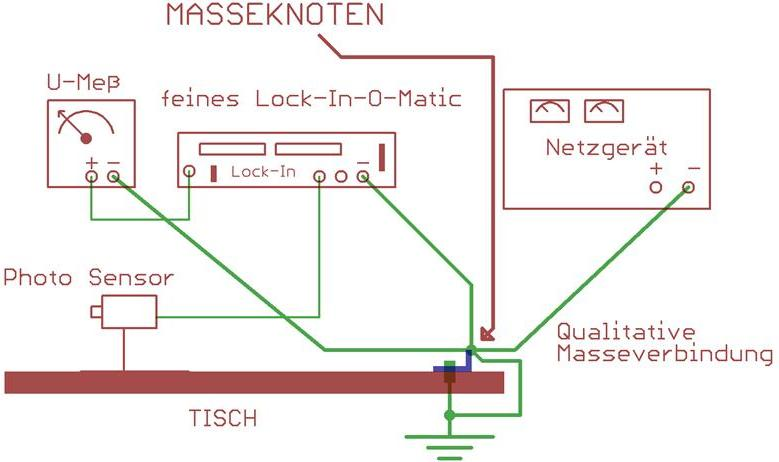 MASSEKNOTEN
U-Meß
feines Lock-In-O-Matic
Netzgerät
+ −
Lock-In
−
+ −
Photo Sensor
Qualitative
Masseverbindung
TISCH